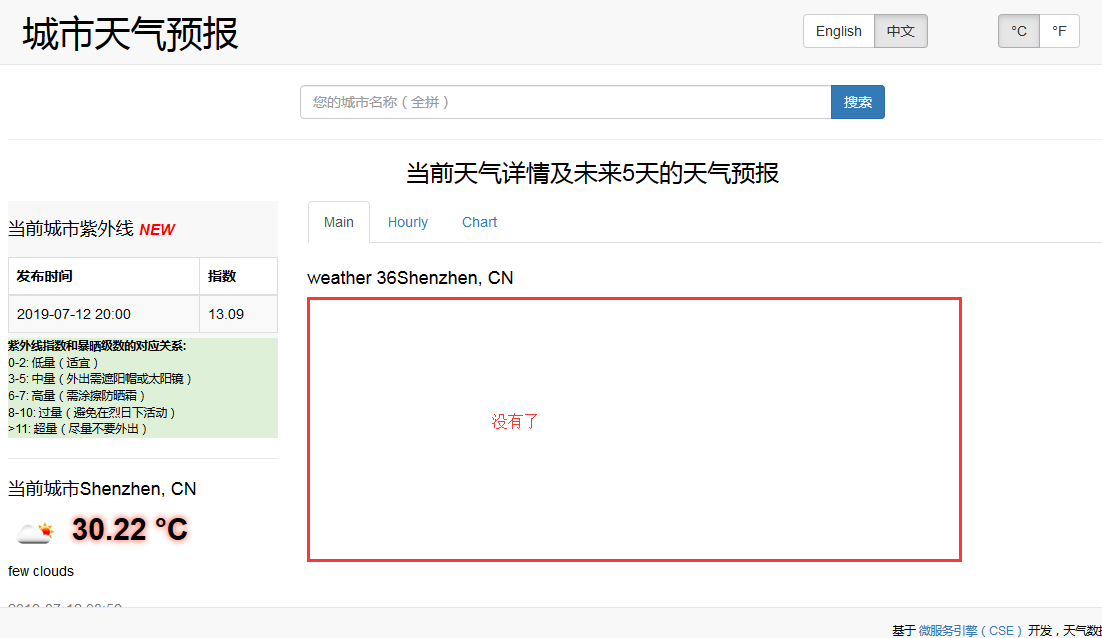 城市天气预报
English 中文 °C °F
您的城市名称（全拼） 搜索
当前天气详情及未来5天的天气预报
当前城市紫外线 NEW
发布时间 指数
2019-07-12 20:00 13.09
紫外线指数和暴晒级数的对应关系:
0-2: 低量（适宜）
3-5: 中量（外出需遮阳帽或太阳镜）
6-7: 高量（需涂擦防晒霜）
8-10: 过量（避免在烈日下活动）
>11: 超量（尽量不要外出）
当前城市Shenzhen, CN
30.22 °C
few clouds
Main Hourly Chart
weather 36Shenzhen, CN
没有了
基于 微服务引擎（CSE） 开发，天气数